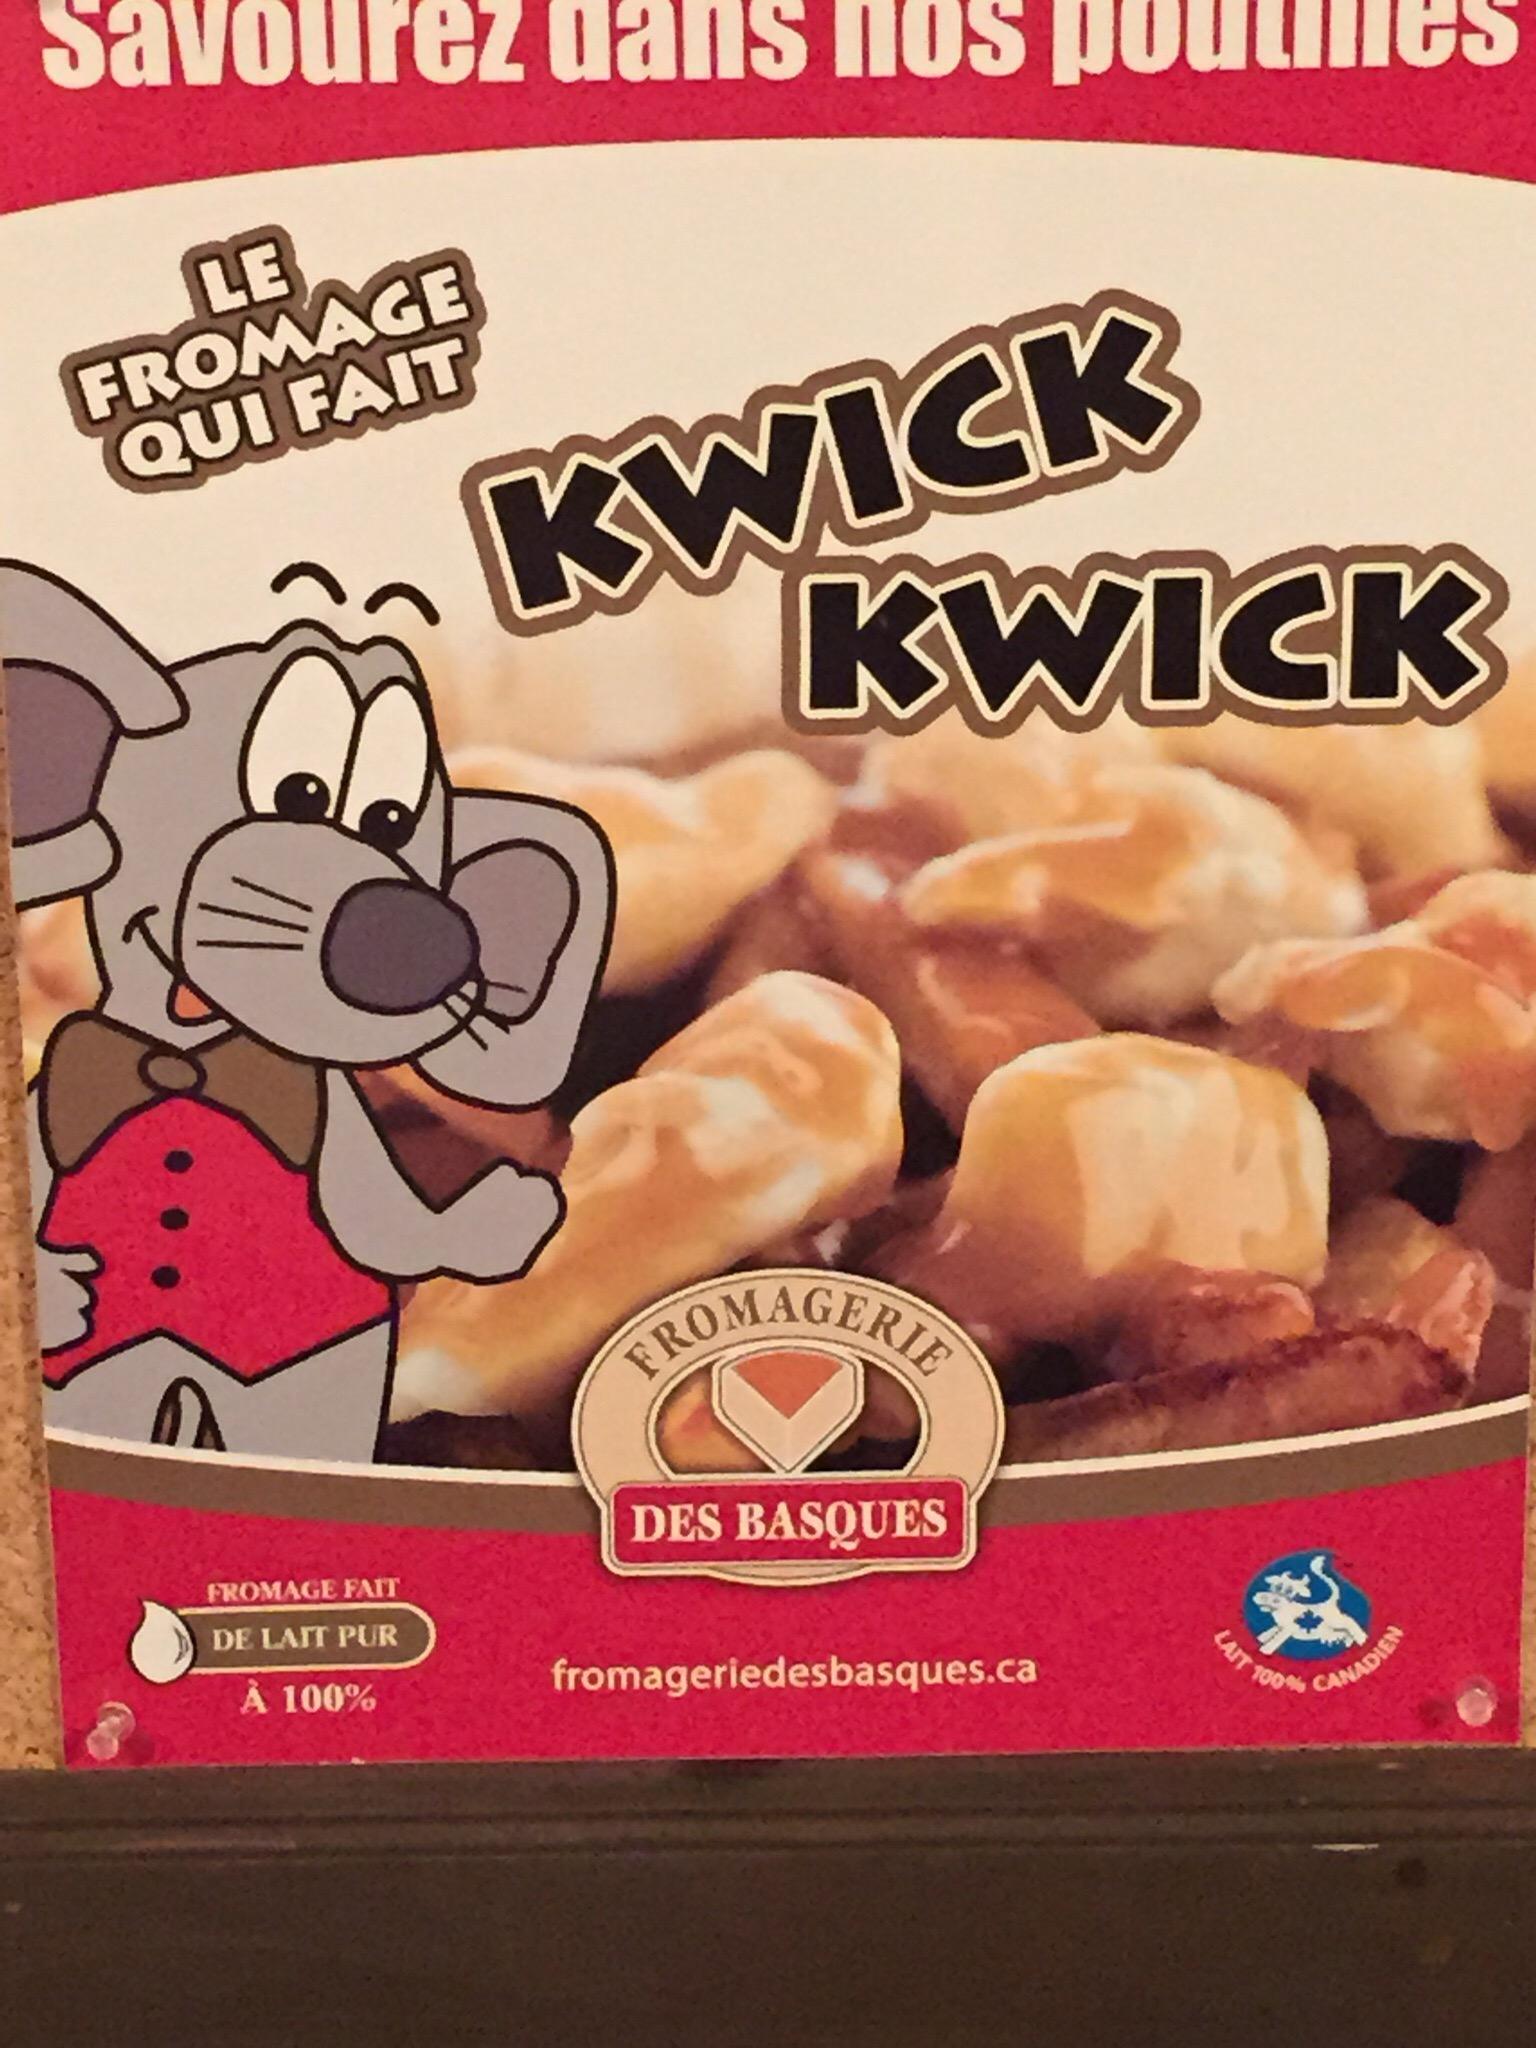 Savourez dans nos poutines
LE
FROMAGE
QUI FAIT
KWICK
KWICK
FROMAGERIE
DES BASQUES
FROMAGE FAIT
DE LAIT PUR
À 100%
fromageriedesbasques.ca
LAIT 100% CANADIEN